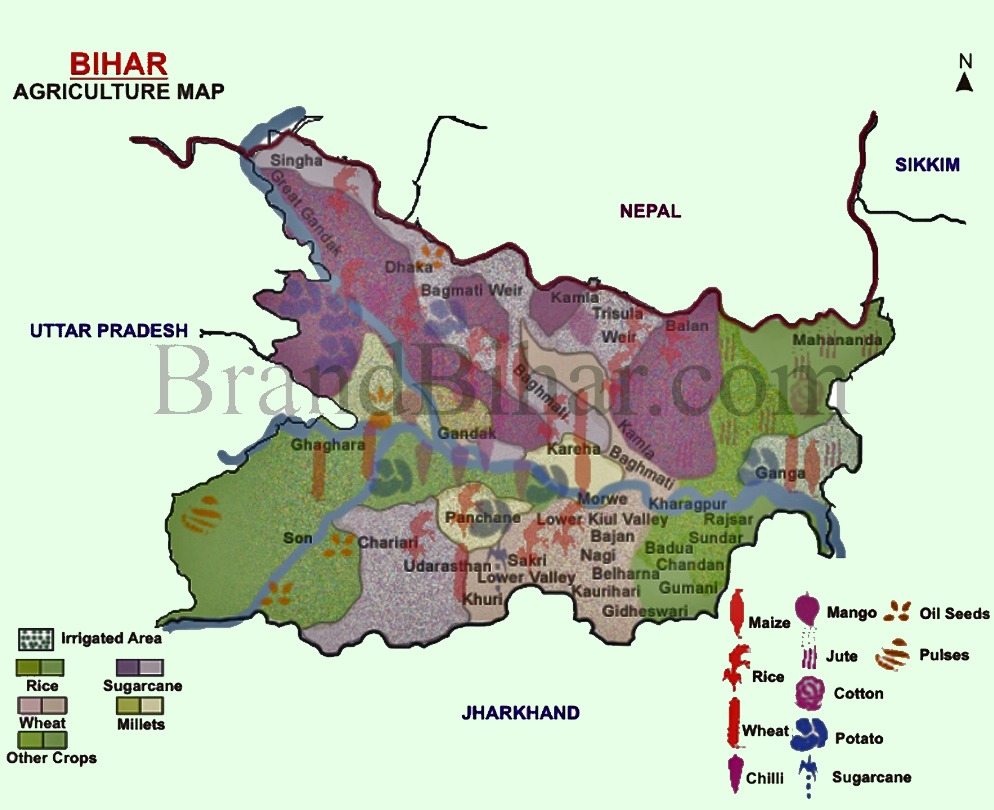 BIHAR
AGRICULTURE MAP
N
SIKKIM
NEPAL
UTTAR PRADESH
JHARKHAND
Singha
Great Gandak
Dhaka
Bagmati Weir
Kamla
Trisula
Weir
Balan
Mahananda
BrandBihar.com
Baghmati
Ghaghara
Gandak
Kamla
Kareha
Baghmati
Ganga
Morwe
Kharagpur
Panchane
Lower Kiul Valley
Rajsar
Son
Chariari
Bajan
Sundar
Badua
Nagi
Chandan
Udarasthan
Sakri
Lower Valley
Belharna
Kaurihari
Gumani
Khuri
Gidheswari
Irrigated Area
Rice
Sugarcane
Wheat
Millets
Other Crops
Maize
Mango
Oil Seeds
Rice
Jute
Pulses
Cotton
Wheat
Potato
Chilli
Sugarcane